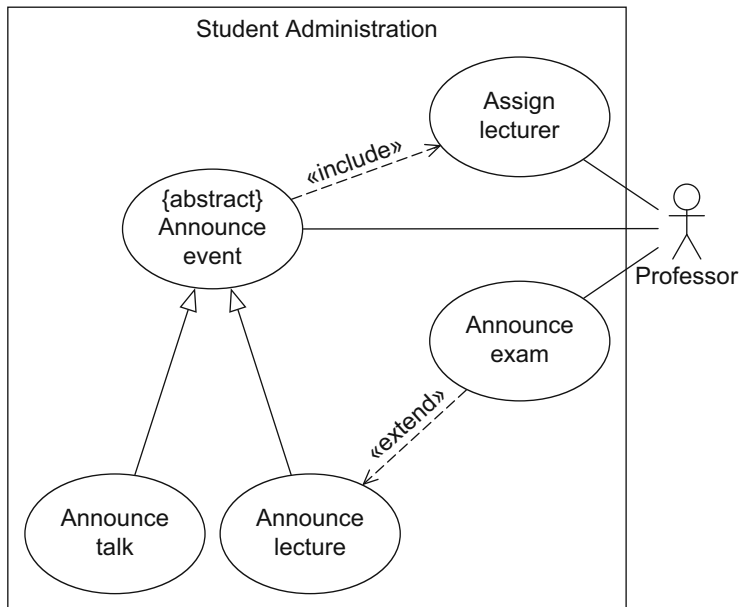 Student Administration
Assign
lecturer
«include»
{abstract}
Announce
event
Professor
Announce
exam
«extend»
Announce
talk
Announce
lecture